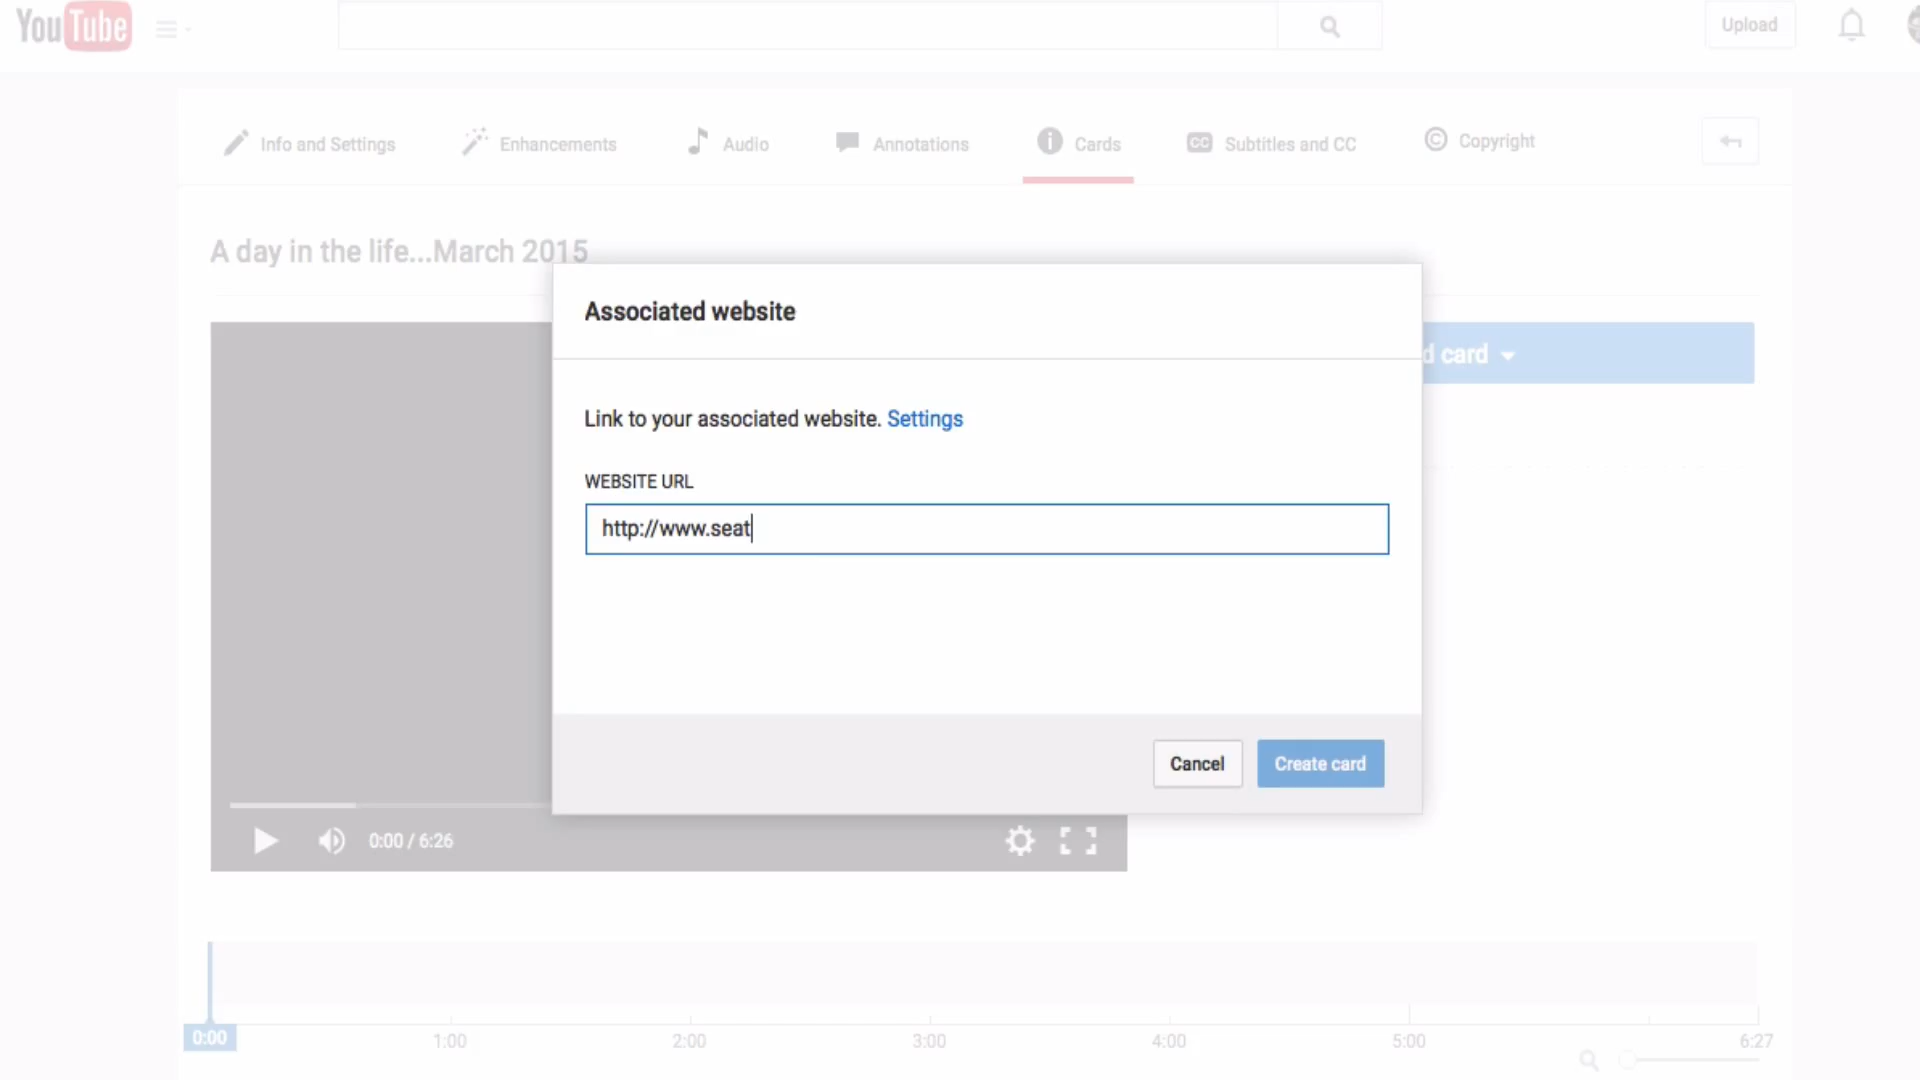 YouTube
Upload
Info and Settings
Enhancements
Audio
Annotations
Cards
CC Subtitles and CC
© Copyright
A day in the life...March 2015
Associated website
d card
Link to your associated website. Settings
WEBSITE URL
http://www.seat
Cancel
Create card
0:00 / 6:26
0:00
1:00
2:00
3:00
4:00
5:00
6:27